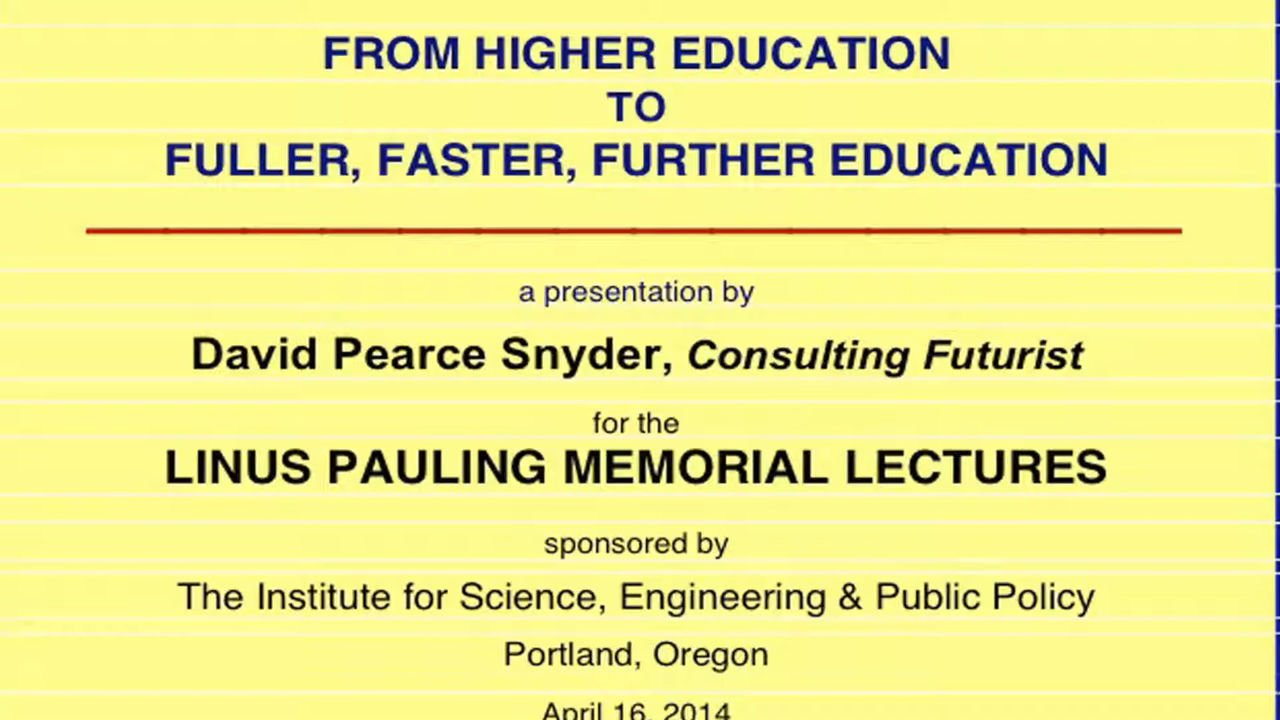 FROM HIGHER EDUCATION
TO
FULLER, FASTER, FURTHER EDUCATION
a presentation by
David Pearce Snyder, Consulting Futurist
for the
LINUS PAULING MEMORIAL LECTURES
sponsored by
The Institute for Science, Engineering & Public Policy
Portland, Oregon
April 16, 2014